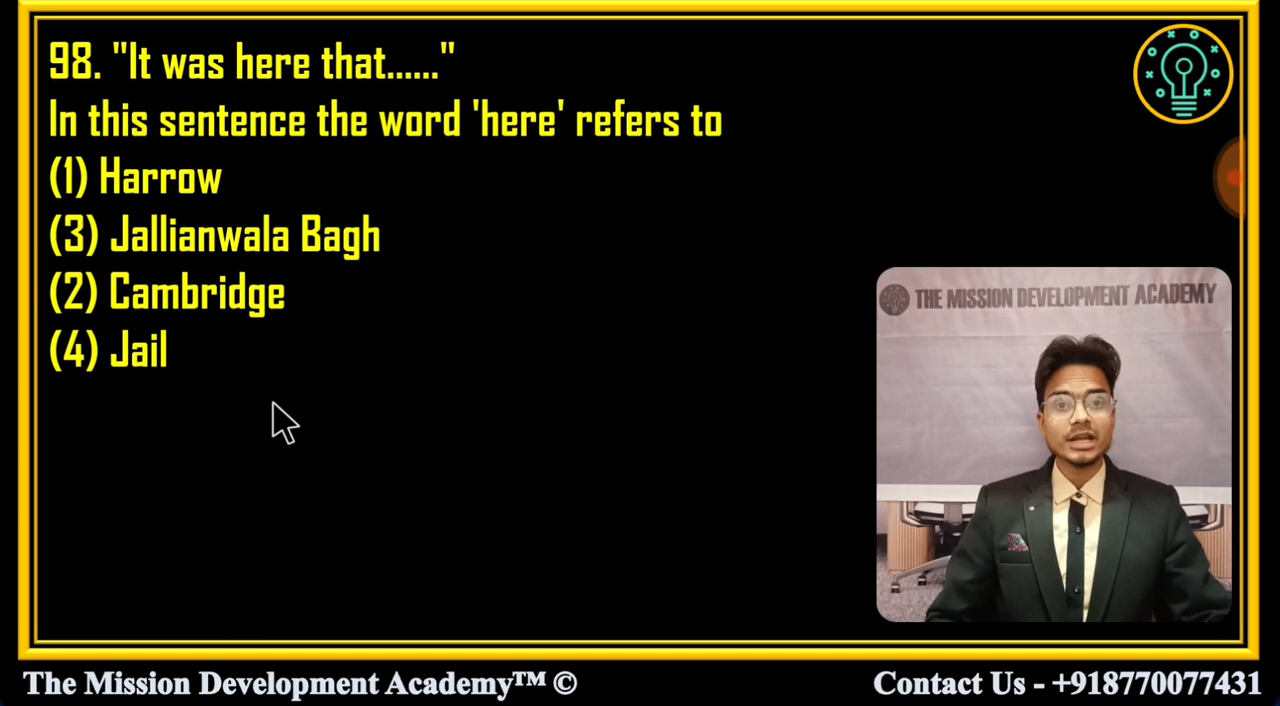 98. "It was here that......"
In this sentence the word 'here' refers to
(1) Harrow
(3) Jallianwala Bagh
(2) Cambridge
(4) Jail
THE MISSION DEVELOPMENT ACADEMY
The Mission Development Academy™ ©
Contact Us - +918770077431